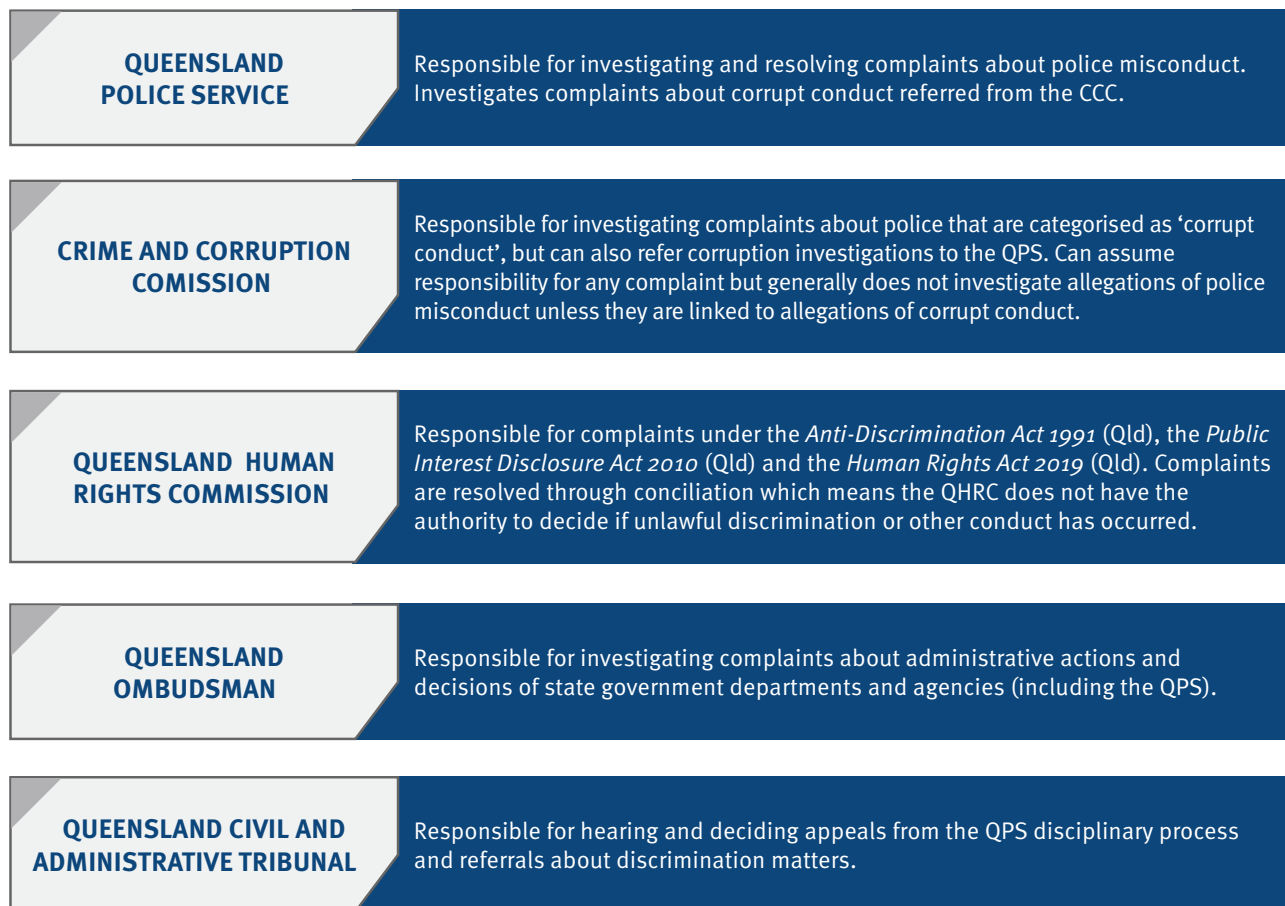 QUEENSLAND
POLICE SERVICE
Responsible for investigating and resolving complaints about police misconduct.
Investigates complaints about corrupt conduct referred from the CCC.
CRIME AND CORRUPTION
COMISSION
Responsible for investigating complaints about police that are categorised as ‘corrupt
conduct’, but can also refer corruption investigations to the QPS. Can assume
responsibility for any complaint but generally does not investigate allegations of police
misconduct unless they are linked to allegations of corrupt conduct.
QUEENSLAND HUMAN
RIGHTS COMMISSION
Responsible for complaints under the Anti-Discrimination Act 1991 (Qld), the Public
Interest Disclosure Act 2010 (Qld) and the Human Rights Act 2019 (Qld). Complaints
are resolved through conciliation which means the QHRC does not have the
authority to decide if unlawful discrimination or other conduct has occurred.
QUEENSLAND
OMBUDSMAN
Responsible for investigating complaints about administrative actions and
decisions of state government departments and agencies (including the QPS).
QUEENSLAND CIVIL AND
ADMINISTRATIVE TRIBUNAL
Responsible for hearing and deciding appeals from the QPS disciplinary process
and referrals about discrimination matters.